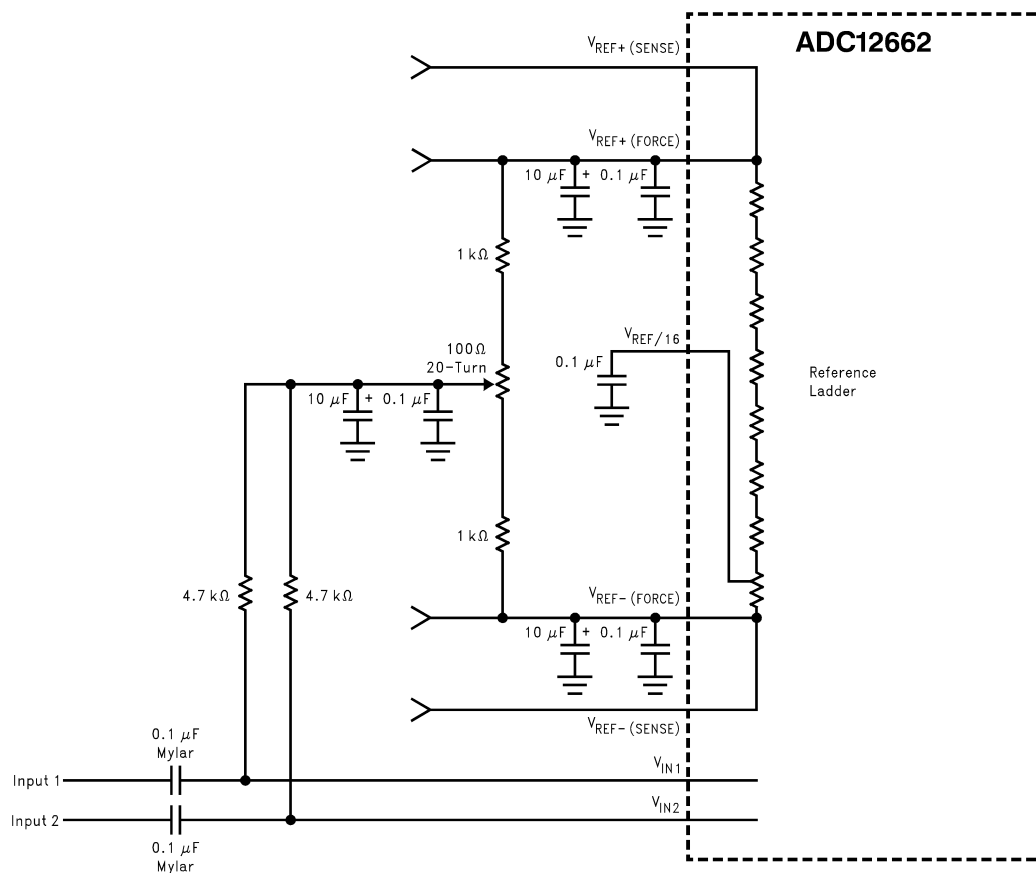 ADC12662
VREF+ (SENSE)
VREF+ (FORCE)
10 µF + 0.1 µF
1 kΩ
VREF/16
100Ω
20-Turn
0.1 µF
Reference
Ladder
10 µF + 0.1 µF
1 kΩ
4.7 kΩ
4.7 kΩ
VREF- (FORCE)
10 µF + 0.1 µF
VREF- (SENSE)
0.1 µF
Mylar
Input 1
VIN1
Input 2
VIN2
0.1 µF
Mylar